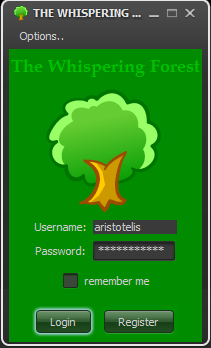 THE WHISPERING ...
Options..
The Whispering Forest
Username: aristotelis
Password: ***********
remember me
Login Register